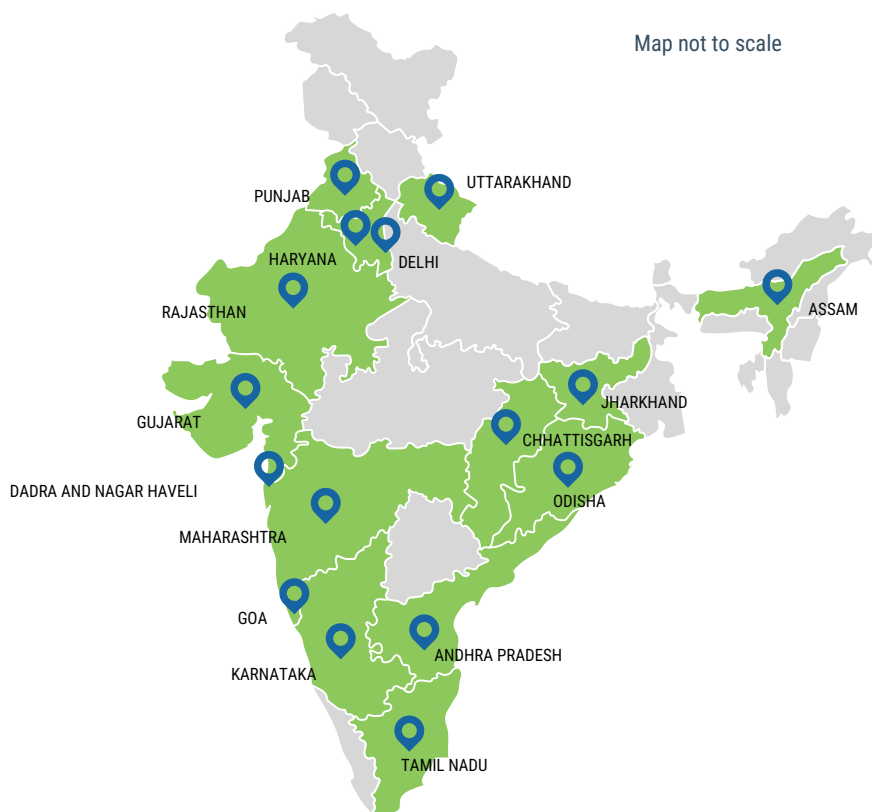 Map not to scale
UTTARAKHAND
PUNJAB
HARYANA
DELHI
RAJASTHAN
ASSAM
JHARKHAND
GUJARAT
CHHATTISGARH
DADRA AND NAGAR HAVELI
ODISHA
MAHARASHTRA
GOA
ANDHRA PRADESH
KARNATAKA
TAMIL NADU